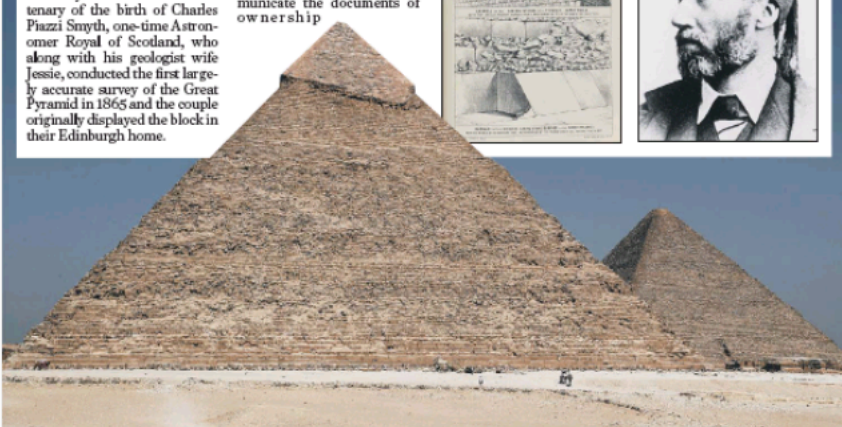 tenary of the birth of Charles
Piazzi Smyth, one-time Astron-
omer Royal of Scotland, who
along with his geologist wife
Jessie, conducted the first large-
ly accurate survey of the Great
Pyramid in 1865 and the couple
originally displayed the block in
their Edinburgh home.
municate the documents of
ownership